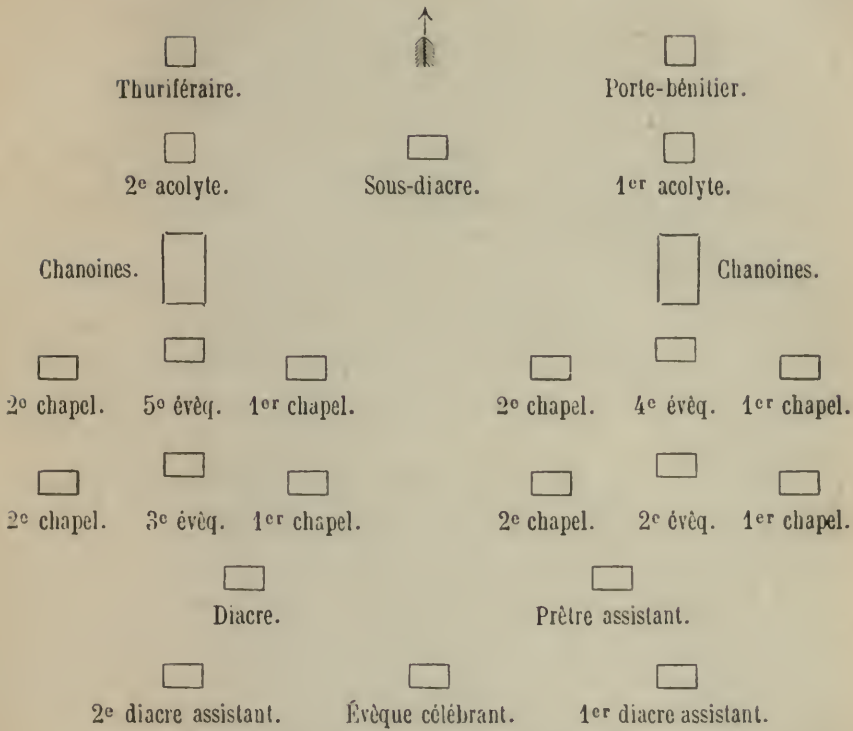 Thuriféraire. Porte-bénitier.
2e acolyte. Sous-diacre. 1er acolyte.
Chanoines. Chanoines.
2e chapel. 5e évêq. 1er chapel. 2e chapel. 4e évêq. 1er chapel.
2e chapel. 3e évêq. 1er chapel. 2e chapel. 2e évêq. 1er chapel.
Diacre. Prêtre assistant.
2e diacre assistant. Évêque célébrant. 1er diacre assistant.